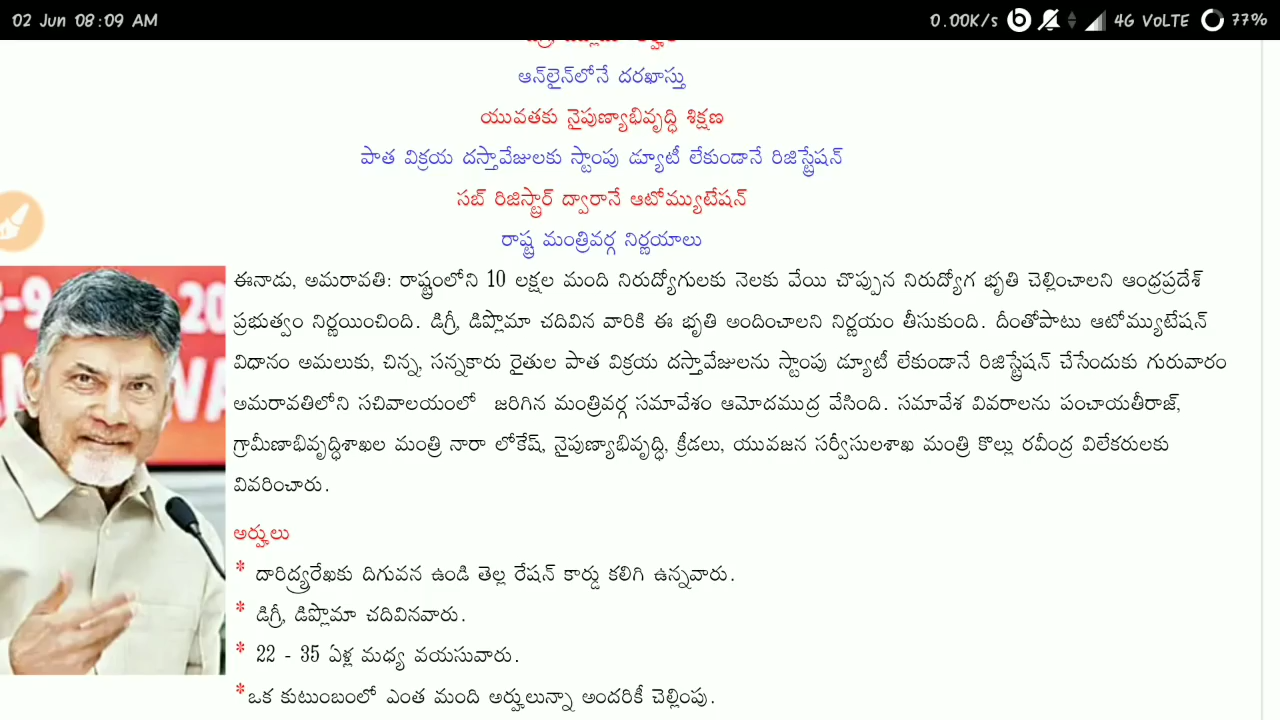 02 Jun 08:09 AM
0.00K/s 4G VoLTE 77%
ఆన్‌లైన్‌లోనే దరఖాస్తు
యువతకు నైపుణ్యాభివృద్ధి శిక్షణ
పాత విక్రయ దస్తావేజులకు స్టాంపు డ్యూటీ లేకుండానే రిజిస్ట్రేషన్
సబ్ రిజిస్ట్రార్ ద్వారానే ఆటోమ్యుటేషన్
రాష్ట్ర మంత్రివర్గ నిర్ణయాలు
ఈనాడు, అమరావతి: రాష్ట్రంలోని 10 లక్షల మంది నిరుద్యోగులకు నెలకు వేయి చొప్పున నిరుద్యోగ భృతి చెల్లించాలని ఆంధ్రప్రదేశ్
ప్రభుత్వం నిర్ణయించింది. డిగ్రీ, డిప్లొమా చదివిన వారికి ఈ భృతి అందించాలని నిర్ణయం తీసుకుంది. దీంతోపాటు ఆటోమ్యుటేషన్
విధానం అమలుకు, చిన్న, సన్నకారు రైతుల పాత విక్రయ దస్తావేజులను స్టాంపు డ్యూటీ లేకుండానే రిజిస్ట్రేషన్ చేసేందుకు గురువారం
అమరావతిలోని సచివాలయంలో జరిగిన మంత్రివర్గ సమావేశం ఆమోదముద్ర వేసింది. సమావేశ వివరాలను పంచాయతీరాజ్,
గ్రామీణాభివృద్ధిశాఖల మంత్రి నారా లోకేష్, నైపుణ్యాభివృద్ధి, క్రీడలు, యువజన సర్వీసులశాఖ మంత్రి కొల్లు రవీంద్ర విలేకరులకు
వివరించారు.
అర్హులు
* దారిద్ర్యరేఖకు దిగువన ఉండి తెల్ల రేషన్ కార్డు కలిగి ఉన్నవారు.
* డిగ్రీ, డిప్లొమా చదివినవారు.
* 22 - 35 ఏళ్ల మధ్య వయసువారు.
*ఒక కుటుంబంలో ఎంత మంది అర్హులున్నా అందరికీ చెల్లింపు.